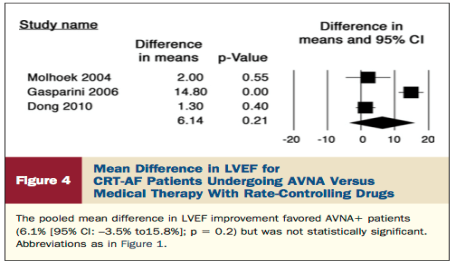 Study name
Difference in means and 95% CI
Difference in means p-Value
Molhoek 2004 2.00 0.55
Gasparini 2006 14.80 0.00
Dong 2010 1.30 0.40
6.14 0.21
-20 -10 0 10 20
Figure 4
Mean Difference in LVEF for
CRT-AF Patients Undergoing AVNA Versus
Medical Therapy With Rate-Controlling Drugs
The pooled mean difference in LVEF improvement favored AVNA+ patients
(6.1% [95% CI: –3.5% to15.8%]; p = 0.2) but was not statistically significant.
Abbreviations as in Figure 1.